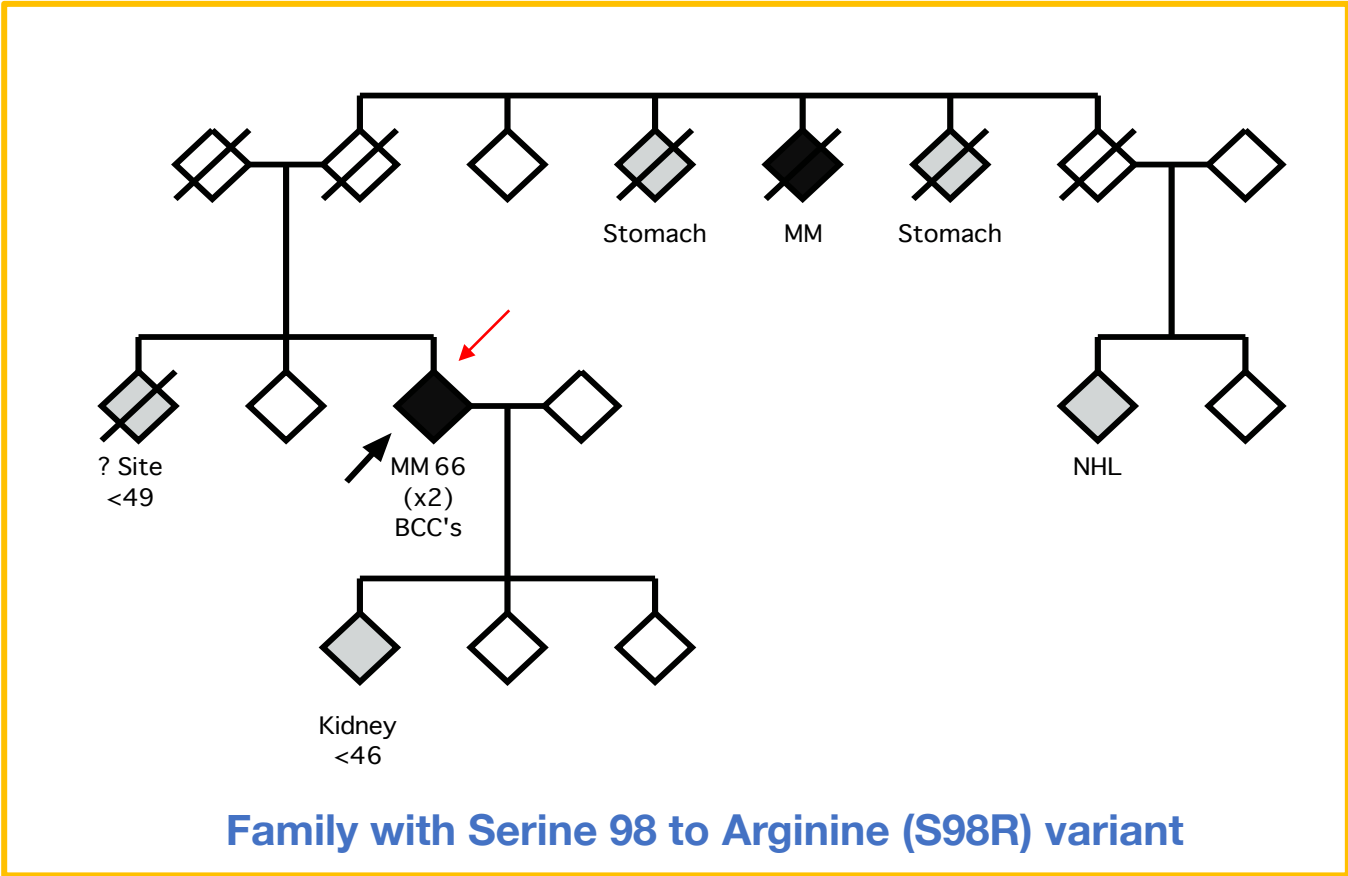 Stomach
MM
Stomach
? Site
<49
MM 66
(x2)
BCC's
NHL
Kidney
<46
Family with Serine 98 to Arginine (S98R) variant